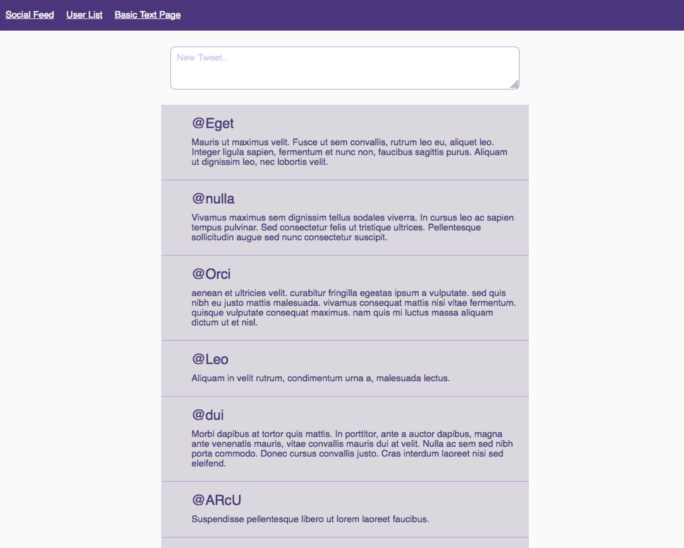 Social Feed User List Basic Text Page
New Tweet..
@Eget
Mauris ut maximus velit. Fusce ut sem convallis, rutrum leo eu, aliquet leo.
Integer ligula sapien, fermentum et nunc non, faucibus sagittis purus. Aliquam
ut dignissim leo, nec lobortis velit.
@nulla
Vivamus maximus sem dignissim tellus sodales viverra. In cursus leo ac sapien
tempus pulvinar. Sed consectetur felis ut tristique ultrices. Pellentesque
sollicitudin augue sed nunc consectetur suscipit.
@Orci
aenean et ultricies velit. curabitur fringilla egestas ipsum a vulputate. sed quis
nibh eu justo mattis malesuada. vivamus consequat mattis nisi vitae fermentum.
quisque vulputate consequat maximus. nam quis mi luctus massa aliquam
dictum ut et nisl.
@Leo
Aliquam in velit rutrum, condimentum urna a, malesuada lectus.
@dui
Morbi dapibus at tortor quis mattis. In porttitor, ante a auctor dapibus, magna
ante venenatis mauris, vitae convallis mauris dui at velit. Nulla ac sem sed nibh
porta commodo. Donec cursus convallis justo. Cras interdum laoreet nisi sed
eleifend.
@ARcU
Suspendisse pellentesque libero ut lorem laoreet faucibus.